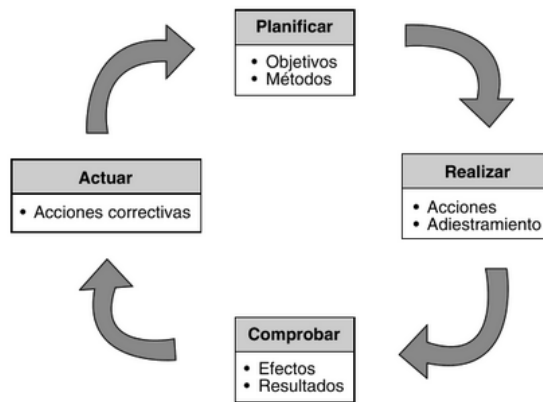 Planificar
• Objetivos
• Métodos
Realizar
• Acciones
• Adiestramiento
Comprobar
• Efectos
• Resultados
Actuar
• Acciones correctivas